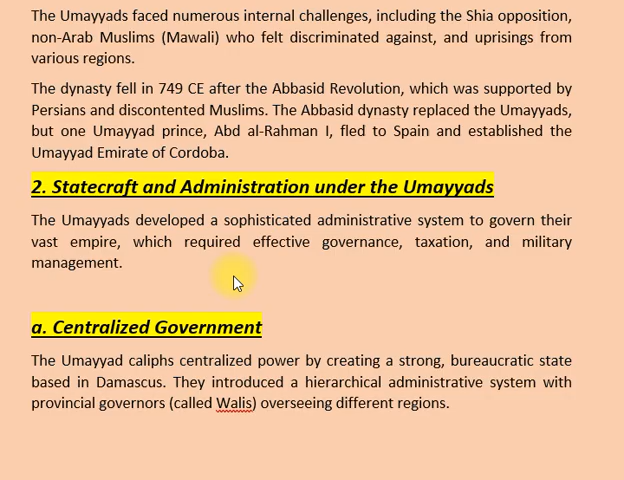 The Umayyads faced numerous internal challenges, including the Shia opposition,
non-Arab Muslims (Mawali) who felt discriminated against, and uprisings from
various regions.
The dynasty fell in 749 CE after the Abbasid Revolution, which was supported by
Persians and discontented Muslims. The Abbasid dynasty replaced the Umayyads,
but one Umayyad prince, Abd al-Rahman I, fled to Spain and established the
Umayyad Emirate of Cordoba.
2. Statecraft and Administration under the Umayyads
The Umayyads developed a sophisticated administrative system to govern their
vast empire, which required effective governance, taxation, and military
management.
a. Centralized Government
The Umayyad caliphs centralized power by creating a strong, bureaucratic state
based in Damascus. They introduced a hierarchical administrative system with
provincial governors (called Walis) overseeing different regions.